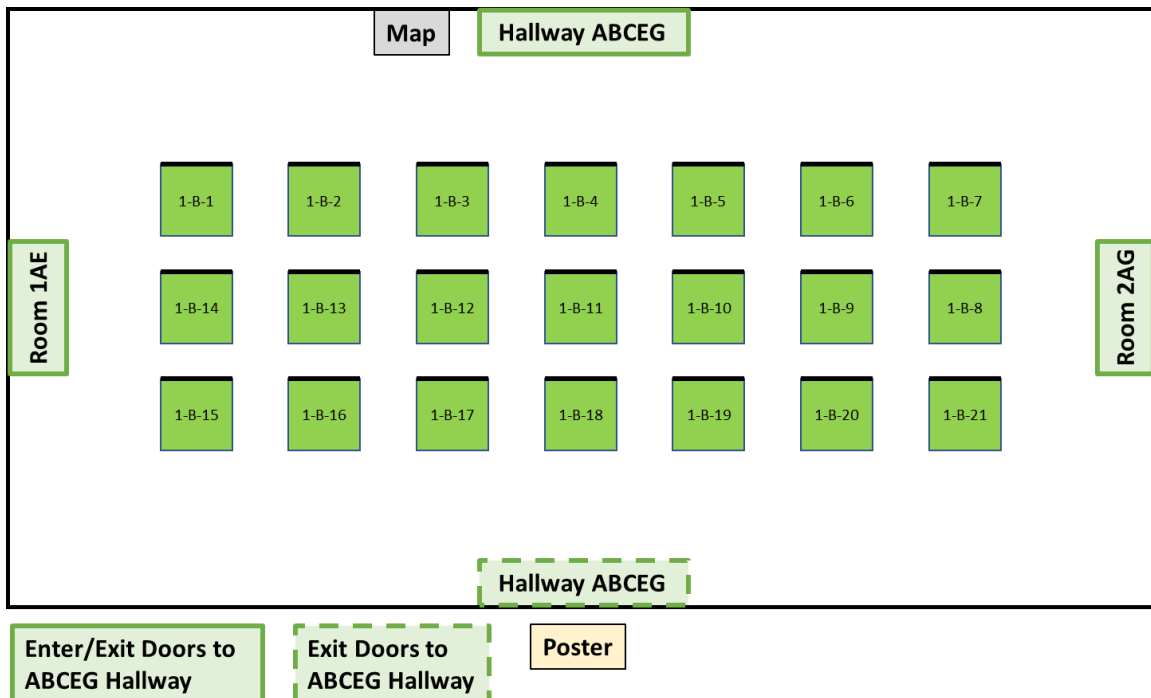 Map
Hallway ABCEG
1-B-1
1-B-2
1-B-3
1-B-4
1-B-5
1-B-6
1-B-7
Room 1AE
1-B-14
1-B-13
1-B-12
1-B-11
1-B-10
1-B-9
1-B-8
Room 2AG
1-B-15
1-B-16
1-B-17
1-B-18
1-B-19
1-B-20
1-B-21
Hallway ABCEG
Enter/Exit Doors to
ABCEG Hallway
Exit Doors to
ABCEG Hallway
Poster